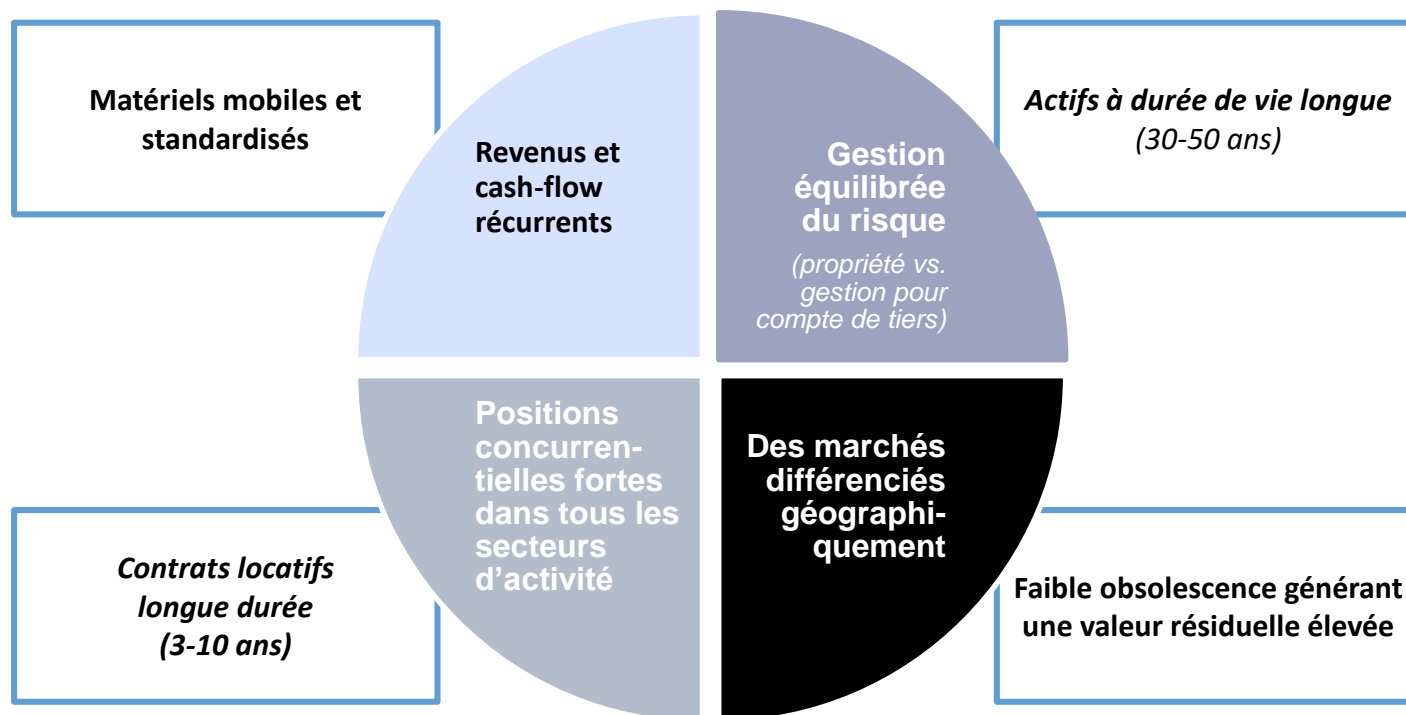 Matériels mobiles et
standardisés
Revenus et
cash-flow
récurrents
Gestion
équilibrée
du risque
(propriété vs.
gestion pour
compte de tiers)
Actifs à durée de vie longue
(30-50 ans)
Contrats locatifs
longue durée
(3-10 ans)
Positions
concurren-
tielles fortes
dans tous les
secteurs
d’activité
Des marchés
différenciés
géographi-
quement
Faible obsolescence générant
une valeur résiduelle élevée